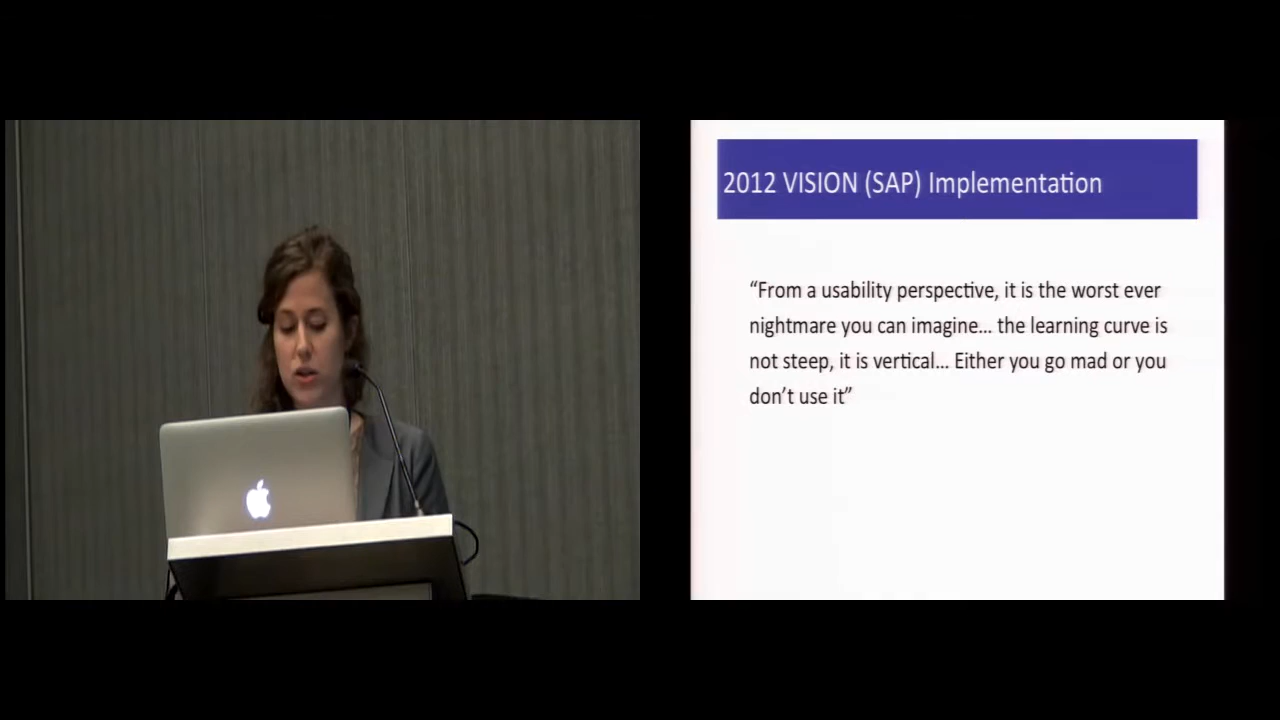 2012 VISION (SAP) Implementation
“From a usability perspective, it is the worst ever
nightmare you can imagine… the learning curve is
not steep, it is vertical… Either you go mad or you
don’t use it”